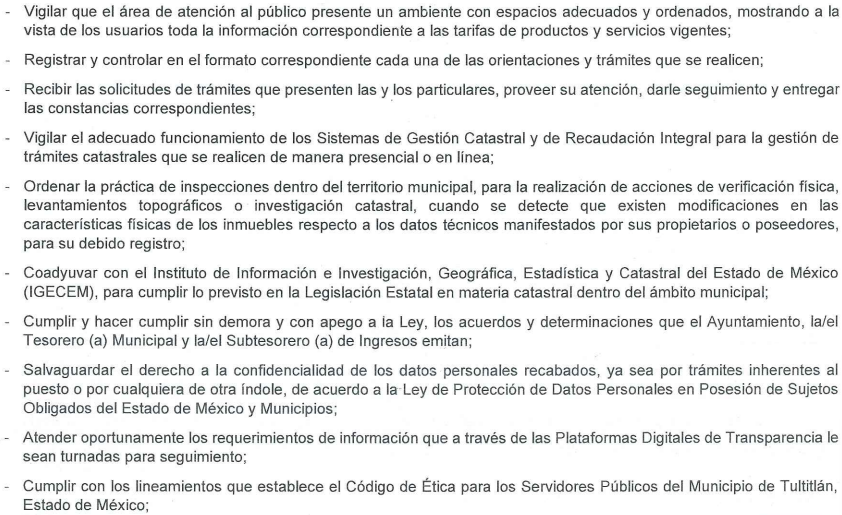 - Vigilar que el área de atención al público presente un ambiente con espacios adecuados y ordenados, mostrando a la
vista de los usuarios toda la información correspondiente a las tarifas de productos y servicios vigentes;
- Registrar y controlar en el formato correspondiente cada una de las orientaciones y trámites que se realicen;
- Recibir las solicitudes de trámites que presenten las y los particulares, proveer su atención, darle seguimiento y entregar
las constancias correspondientes;
- Vigilar el adecuado funcionamiento de los Sistemas de Gestión Catastral y de Recaudación Integral para la gestión de
trámites catastrales que se realicen de manera presencial o en línea;
- Ordenar la práctica de inspecciones dentro del territorio municipal, para la realización de acciones de verificación física,
levantamientos topográficos o investigación catastral, cuando se detecte que existen modificaciones en las
características físicas de los inmuebles respecto a los datos técnicos manifestados por sus propietarios o poseedores,
para su debido registro;
- Coadyuvar con el Instituto de Información e Investigación, Geográfica, Estadística y Catastral del Estado de México
(IGECEM), para cumplir lo previsto en la Legislación Estatal en materia catastral dentro del ámbito municipal;
- Cumplir y hacer cumplir sin demora y con apego a la Ley, los acuerdos y determinaciones que el Ayuntamiento, la/el
Tesorero (a) Municipal y la/el Subtesorero (a) de Ingresos emitan;
- Salvaguardar el derecho a la confidencialidad de los datos personales recabados, ya sea por trámites inherentes al
puesto o por cualquiera de otra índole, de acuerdo a la Ley de Protección de Datos Personales en Posesión de Sujetos
Obligados del Estado de México y Municipios;
- Atender oportunamente los requerimientos de información que a través de las Plataformas Digitales de Transparencia le
sean turnadas para seguimiento;
- Cumplir con los lineamientos que establece el Código de Ética para los Servidores Públicos del Municipio de Tultitlán,
Estado de México;